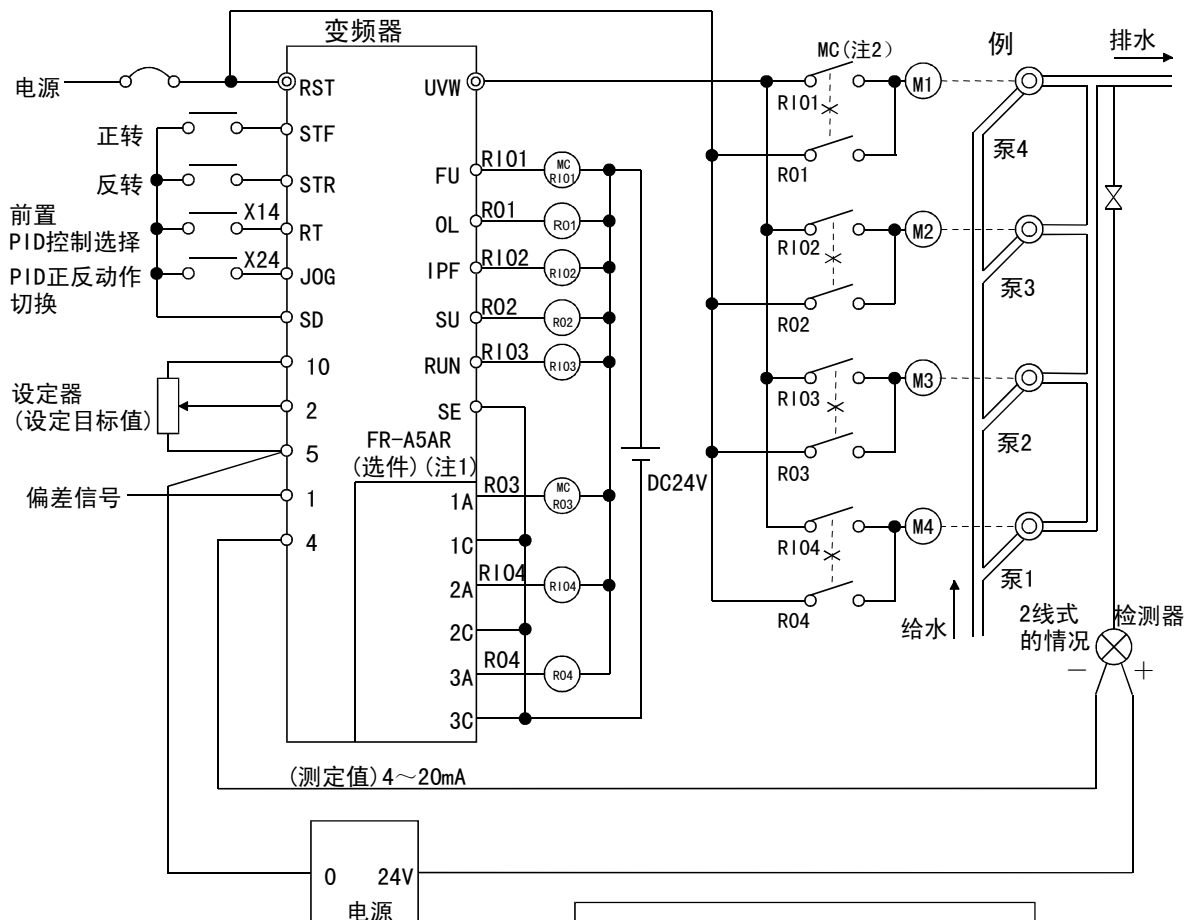 变频器
MC(注2)
例
排水
电源
RST
UVW
RIO1
M1
正转
STF
泵4
RO1
反转
STR
FU
RIO1
MC
RIO1
前置
PID控制选择
X14
RT
OL
RO1
RO1
RIO2
M2
PID正反动作
切换
X24
JOG
IPF
RIO2
RIO2
泵3
SD
SU
RO2
RO2
RO2
10
RUN
RIO3
RIO3
RIO3
M3
设定器
(设定目标值)
2
SE
泵2
5
FR-A5AR
(选件)(注1)
DC24V
RO3
偏差信号
1
1A
RO3
MC
RO3
4
1C
RIO4
M4
2A
RIO4
RIO4
泵1
2C
RO4
给水
2线式
的情况
检测器
3A
RO4
RO4
－
＋
3C
(测定值)4～20mA
0
24V
电源